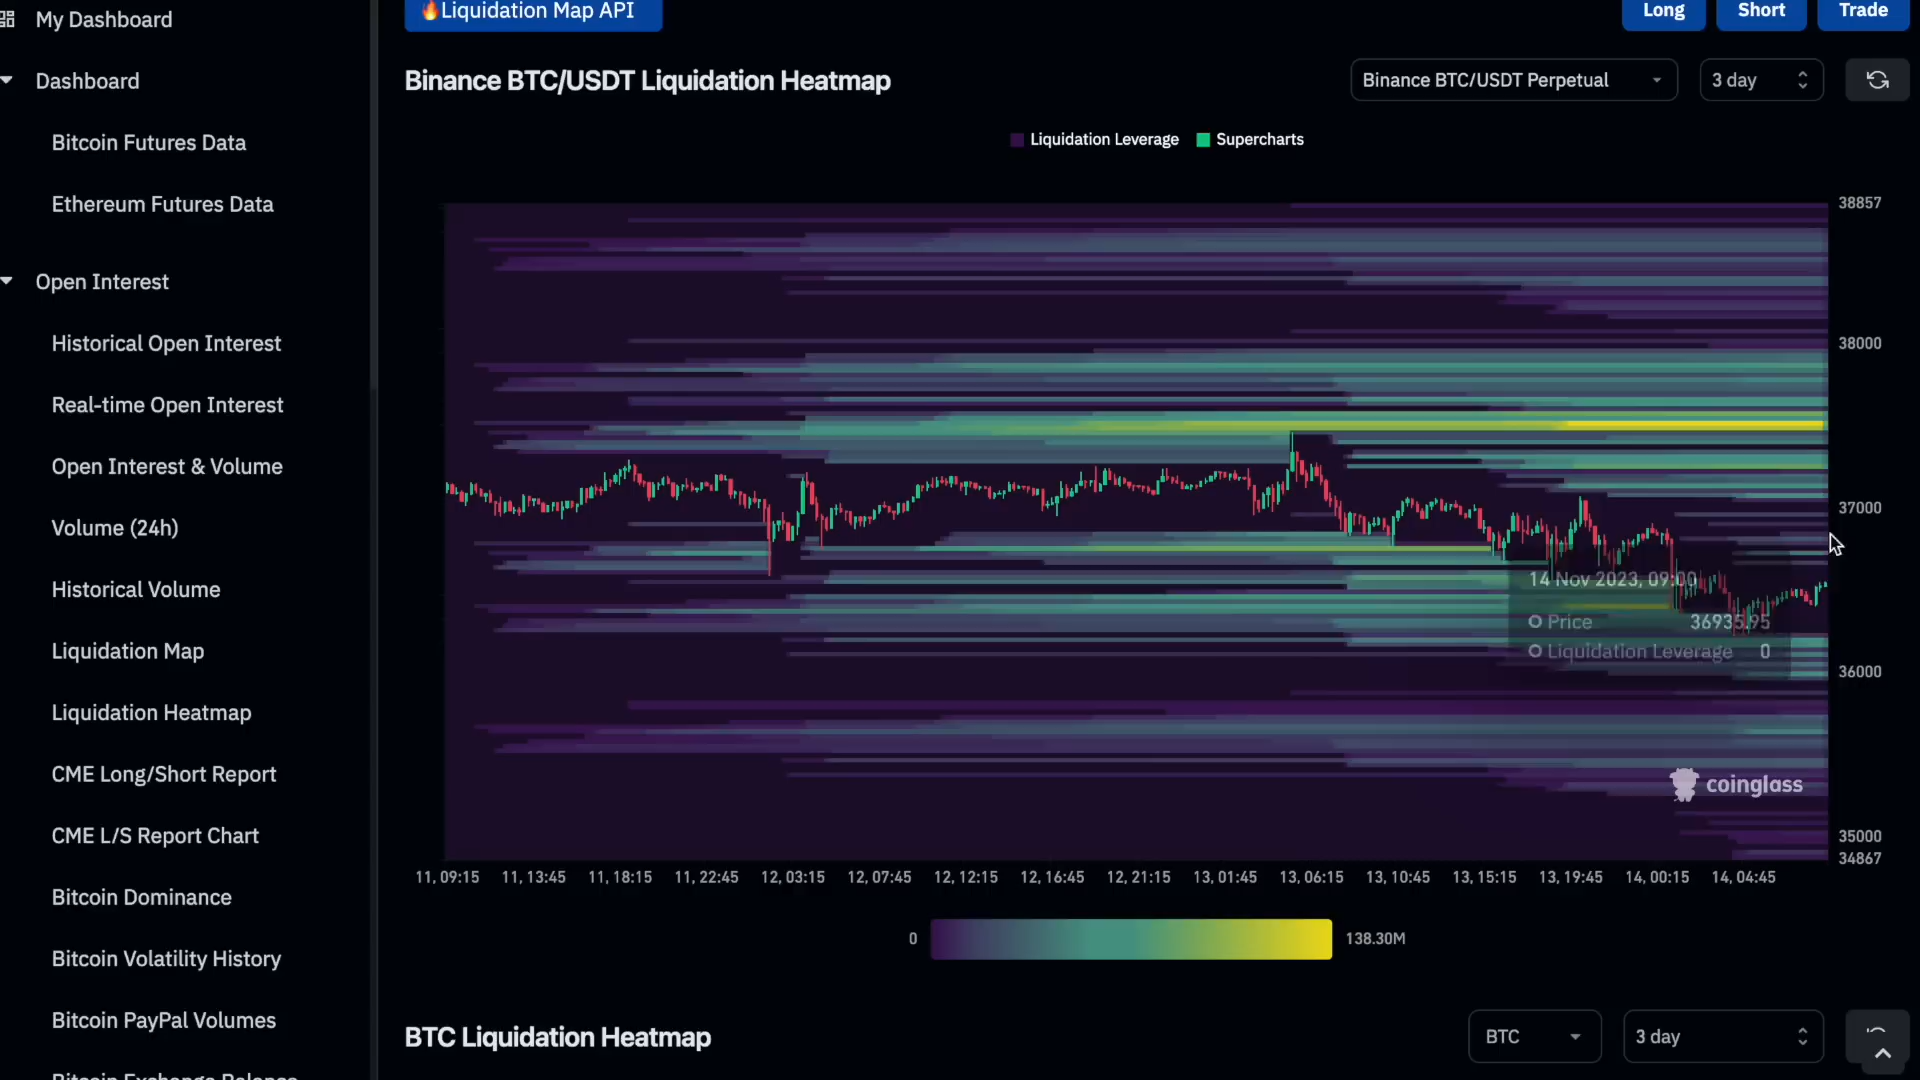 My Dashboard
Dashboard
Bitcoin Futures Data
Ethereum Futures Data
Open Interest
Historical Open Interest
Real-time Open Interest
Open Interest & Volume
Volume (24h)
Historical Volume
Liquidation Map
Liquidation Heatmap
CME Long/Short Report
CME L/S Report Chart
Bitcoin Dominance
Bitcoin Volatility History
Bitcoin PayPal Volumes
🔥Liquidation Map API
Long Short Trade
Binance BTC/USDT Liquidation Heatmap
Binance BTC/USDT Perpetual 3 day
Liquidation Leverage Supercharts
38857
38000
37000
36000
35000
34867
14 Nov 2023, 09:00
Price 36935.95
Liquidation Leverage 0
coinglass
11, 09:15 11, 13:45 11, 18:15 11, 22:45 12, 03:15 12, 07:45 12, 12:15 12, 16:45 12, 21:15 13, 01:45 13, 06:15 13, 10:45 13, 15:15 13, 19:45 14, 00:15 14, 04:45
0 138.30M
BTC Liquidation Heatmap
BTC 3 day